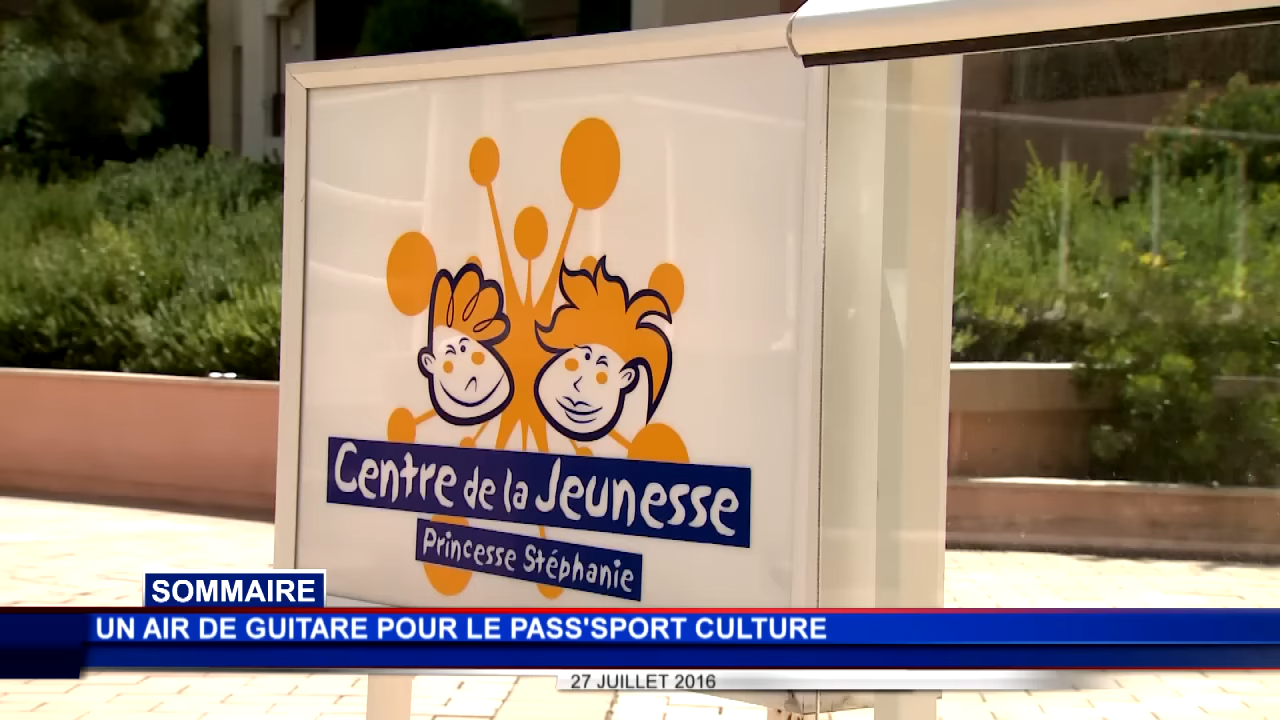 Centre de la Jeunesse
Princesse Stéphanie
SOMMAIRE
UN AIR DE GUITARE POUR LE PASS'SPORT CULTURE
27 JUILLET 2016